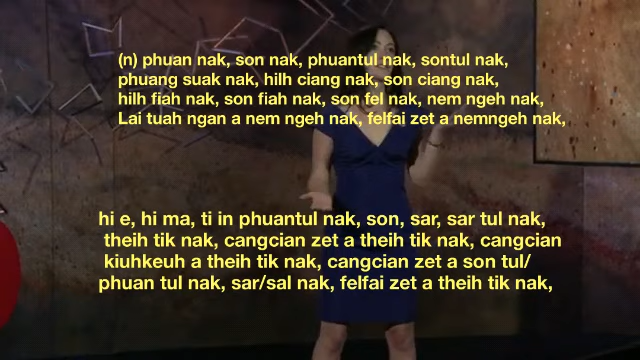 (n) phuan nak, son nak, phuantul nak, sontul nak,
phuang suak nak, hilh ciang nak, son ciang nak,
hilh fiah nak, son fiah nak, son fel nak, nem ngeh nak,
Lai tuah ngan a nem ngeh nak, felfai zet a nemngeh nak,
hi e, hi ma, ti in phuantul nak, son, sar, sar tul nak,
theih tik nak, cangcian zet a theih tik nak, cangcian
kiuhkeuh a theih tik nak, cangcian zet a son tul/
phuan tul nak, sar/sal nak, felfai zet a theih tik nak,